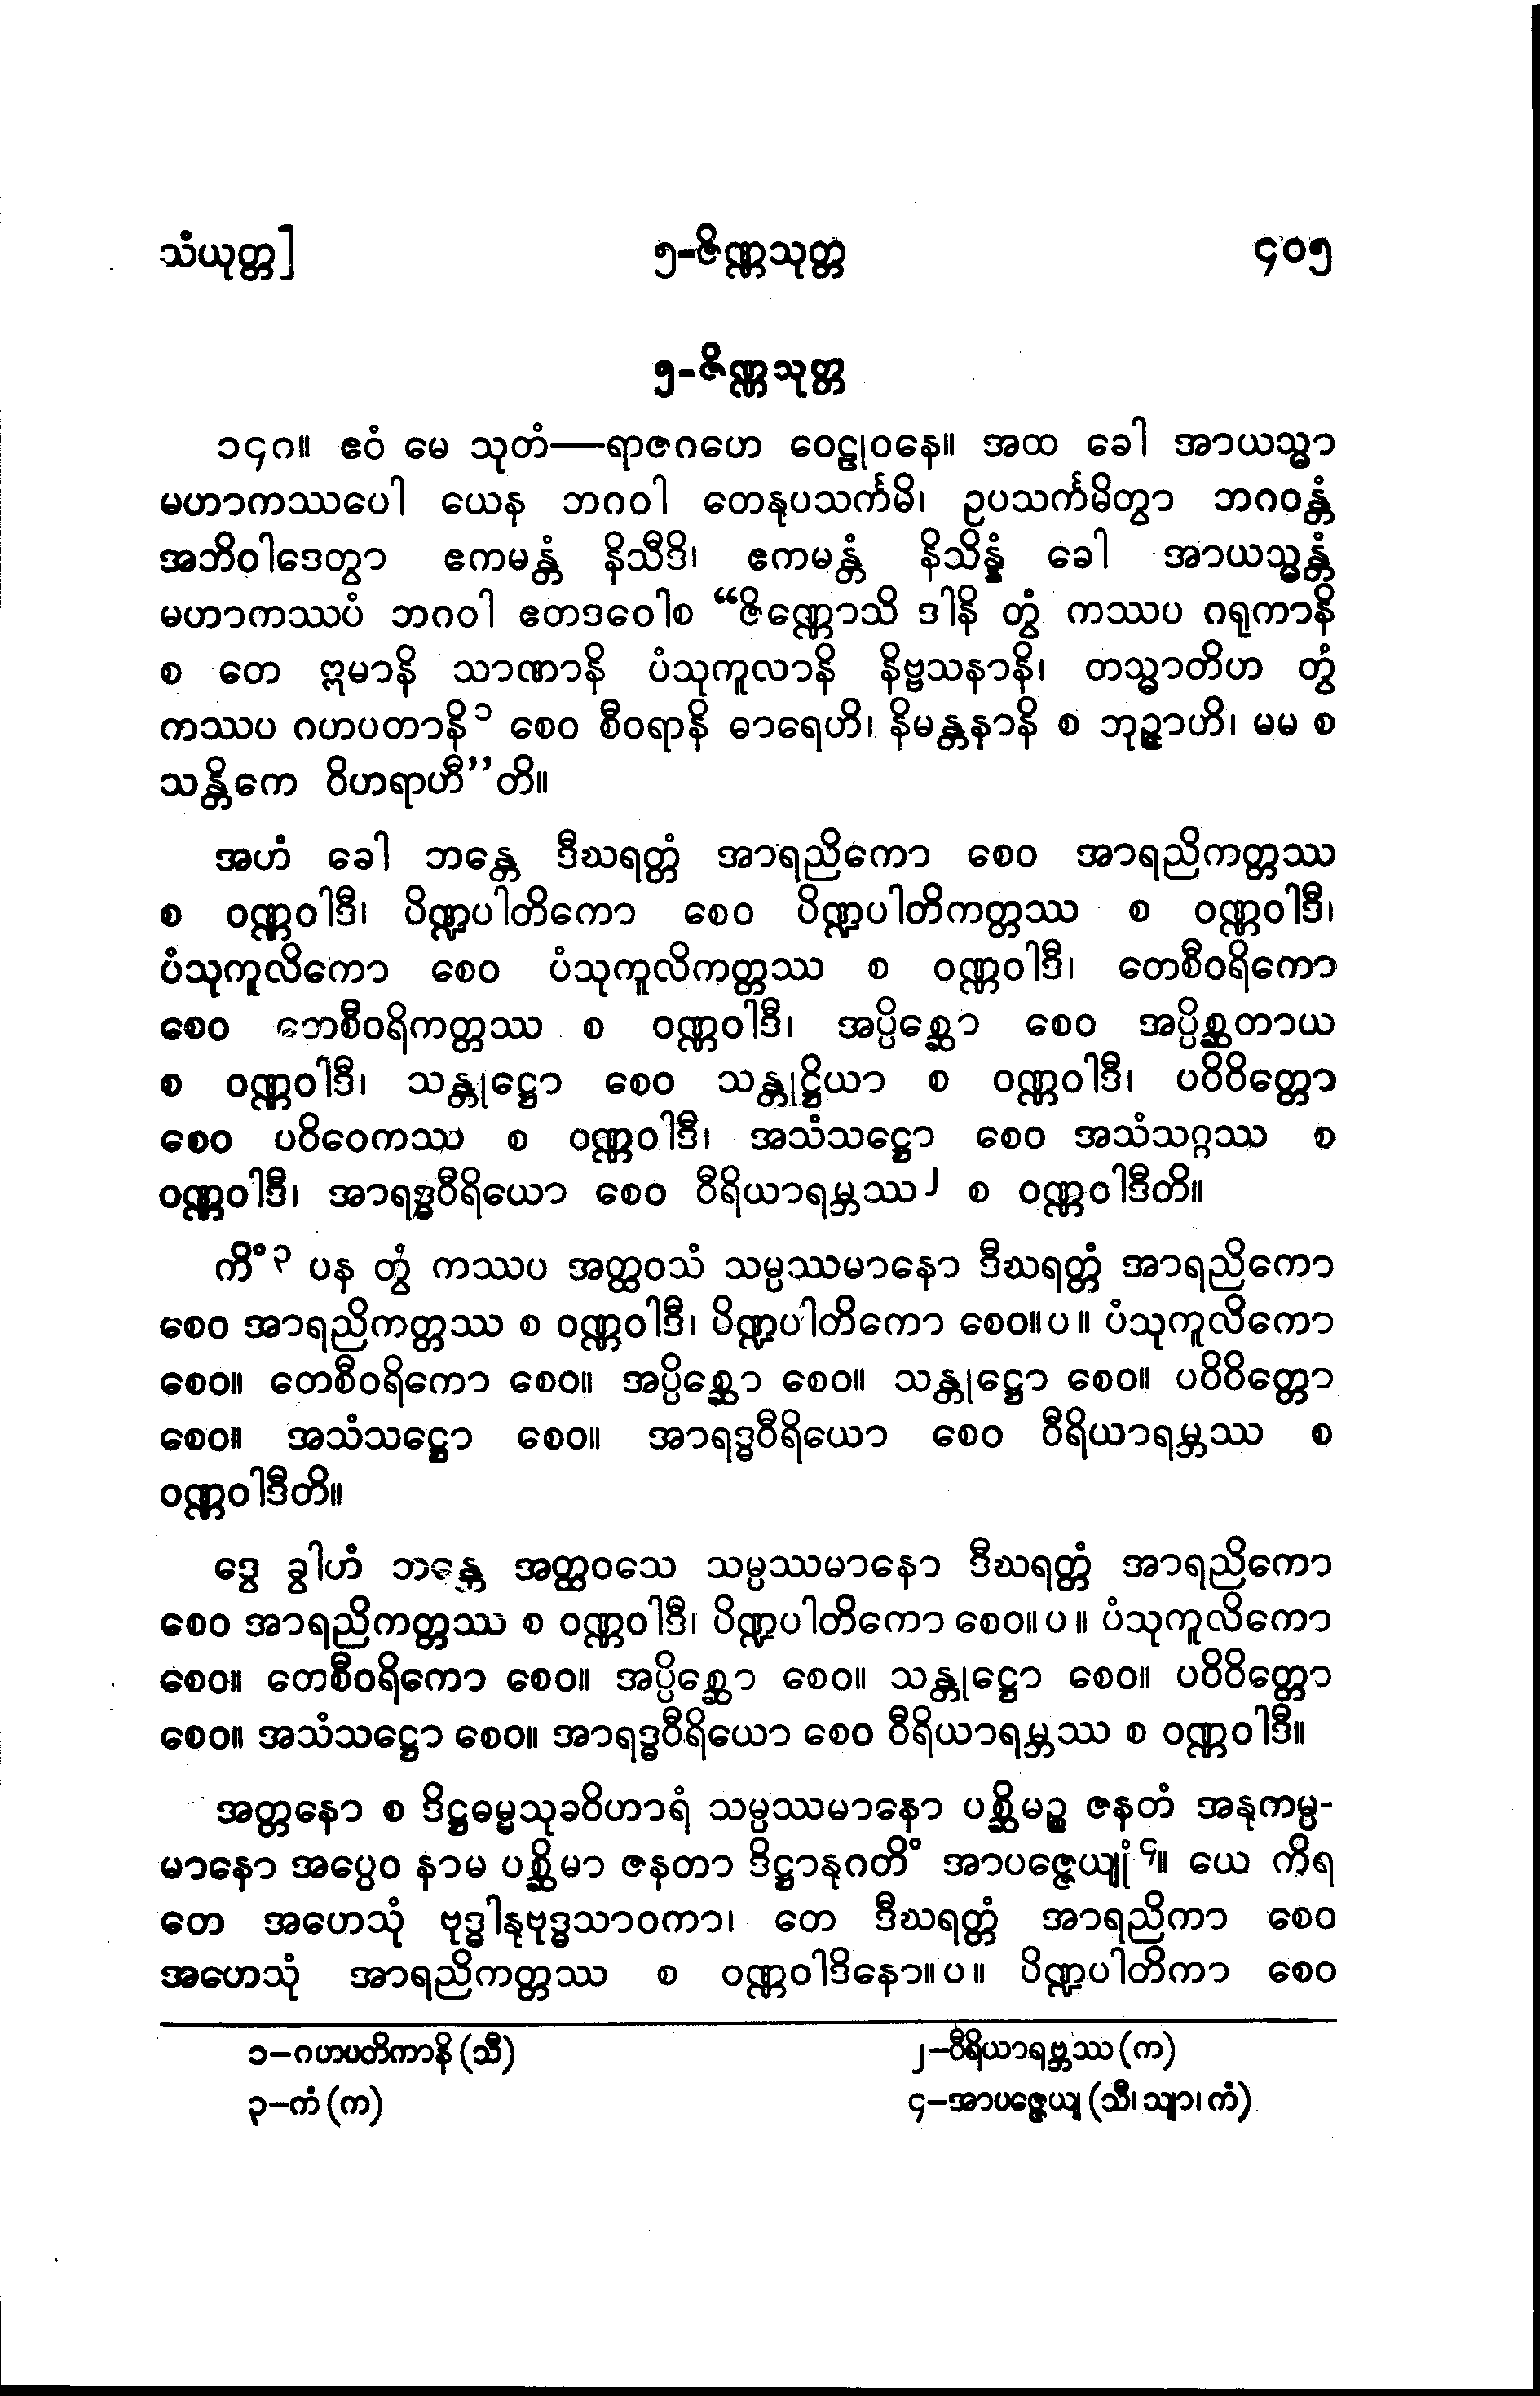 သံယုတ္တ]
၅-ဇိဏ္ဏသုတ္တ
၄၀၅
၅-ဇိဏ္ဏသုတ္တ
၁၄ဂ။ ဧဝံ မေ သုတံ—ရာဇဂဟေ ဝေဠုဝနေ။ အထ ခေါ အာယသ္မာ
မဟာကဿပေါ ယေန ဘဂဝါ တေနုပသင်္ကမိ၊ ဥပသင်္ကမိတွာ ဘဂဝန္တံ
အဘိဝါဒေတွာ ဧကမန္တံ နိသီဒိ၊ ဧကမန္တံ နိသိန္နံ ခေါ အာယသ္မန္တံ
မဟာကဿပံ ဘဂဝါ ဧတဒဝေါစ “ဇိဏ္ဏောသိ ဒါနိ တွံ ကဿပ ဂရုကာနိ
စ တေ ဣမာနိ သာဏာနိ ပံသုကူလာနိ နိဗ္ဗသနာနိ၊ တသ္မာတိဟ တွံ
ကဿပ ဂဟပတာနိ၁ စေဝ စီဝရာနိ ဓာရေဟိ၊ နိမန္တနာနိ စ ဘုဉ္ဇာဟိ၊ မမ စ
သန္တိကေ ဝိဟရာဟီ”တိ။
အဟံ ခေါ ဘန္တေ ဒီဃရတ္တံ အာရညိကော စေဝ အာရညိကတ္တဿ
စ ဝဏ္ဏဝါဒီ၊ ပိဏ္ဍပါတိကော စေဝ ပိဏ္ဍပါတိကတ္တဿ စ ဝဏ္ဏဝါဒီ၊
ပံသုကူလိကော စေဝ ပံသုကူလိကတ္တဿ စ ဝဏ္ဏဝါဒီ၊ တေစီဝရိကော
စေဝ တေစီဝရိကတ္တဿ စ ဝဏ္ဏဝါဒီ၊ အပ္ပိစ္ဆော စေဝ အပ္ပိစ္ဆတာယ
စ ဝဏ္ဏဝါဒီ၊ သန္တုဋ္ဌော စေဝ သန္တုဋ္ဌိယာ စ ဝဏ္ဏဝါဒီ၊ ပဝိဝိတ္တော
စေဝ ပဝိဝေကဿ စ ဝဏ္ဏဝါဒီ၊ အသံသဋ္ဌော စေဝ အသံသဂ္ဂဿ စ
ဝဏ္ဏဝါဒီ၊ အာရဒ္ဓဝီရိယော စေဝ ဝီရိယာရမ္ဘဿ၂ စ ဝဏ္ဏဝါဒီတိ။
ကိံ၃ ပန တွံ ကဿပ အတ္ထဝသံ သမ္ပဿမာနော ဒီဃရတ္တံ အာရညိကော
စေဝ အာရညိကတ္တဿ စ ဝဏ္ဏဝါဒီ၊ ပိဏ္ဍပါတိကော စေဝ။ပ။ ပံသုကူလိကော
စေဝ။ တေစီဝရိကော စေဝ။ အပ္ပိစ္ဆော စေဝ။ သန္တုဋ္ဌော စေဝ။ ပဝိဝိတ္တော
စေဝ။ အသံသဋ္ဌော စေဝ။ အာရဒ္ဓဝီရိယော စေဝ ဝီရိယာရမ္ဘဿ စ
ဝဏ္ဏဝါဒီတိ။
ဒွေ ခွါဟံ ဘန္တေ အတ္ထဝသေ သမ္ပဿမာနော ဒီဃရတ္တံ အာရညိကော
စေဝ အာရညိကတ္တဿ စ ဝဏ္ဏဝါဒီ၊ ပိဏ္ဍပါတိကော စေဝ။ပ။ ပံသုကူလိကော
စေဝ။ တေစီဝရိကော စေဝ။ အပ္ပိစ္ဆော စေဝ။ သန္တုဋ္ဌော စေဝ။ ပဝိဝိတ္တော
စေဝ။ အသံသဋ္ဌော စေဝ။ အာရဒ္ဓဝီရိယော စေဝ ဝီရိယာရမ္ဘဿ စ ဝဏ္ဏဝါဒီ။
အတ္တနော စ ဒိဋ္ဌဓမ္မသုခဝိဟာရံ သမ္ပဿမာနော ပစ္ဆိမဉ္စ ဇနတံ အနုကမ္ပ-
မာနော အပ္ပေဝ နာမ ပစ္ဆိမာ ဇနတာ ဒိဋ္ဌာနုဂတိံ အာပဇ္ဇေယျုံ၄။ ယေ ကိရ
တေ အဟေသုံ ဗုဒ္ဓါနုဗုဒ္ဓသာဝကာ၊ တေ ဒီဃရတ္တံ အာရညိကာ စေဝ
အဟေသုံ အာရညိကတ္တဿ စ ဝဏ္ဏဝါဒိနော။ပ။ ပိဏ္ဍပါတိကာ စေဝ
၁–ဂဟပတိကာနိ (သီ)
၂–ဝီရိယာရဗ္ဘဿ (က)
၃–ကံ (က)
၄–အာပဇ္ဇေယျ (သီ၊ သျာ၊ ကံ)